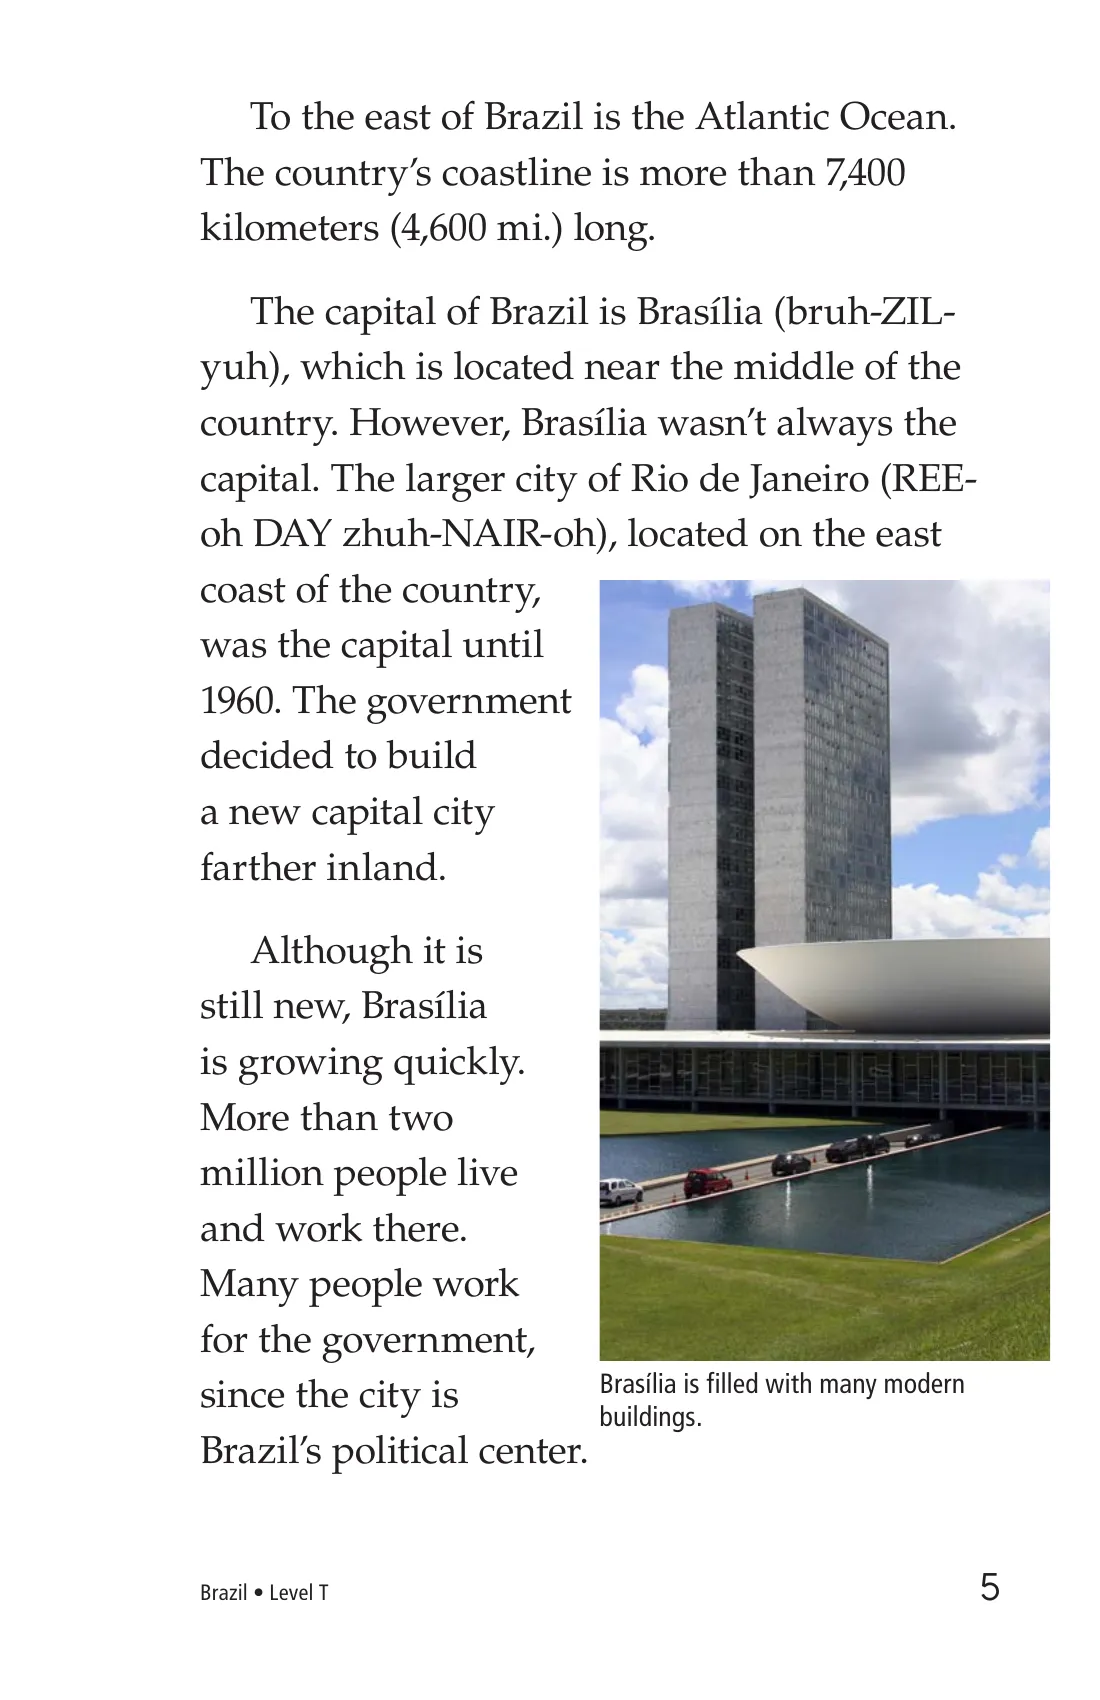 To the east of Brazil is the Atlantic Ocean.
The country’s coastline is more than 7,400
kilometers (4,600 mi.) long.
The capital of Brazil is Brasília (bruh-ZIL-
yuh), which is located near the middle of the
country. However, Brasília wasn’t always the
capital. The larger city of Rio de Janeiro (REE-
oh DAY zhuh-NAIR-oh), located on the east
coast of the country,
was the capital until
1960. The government
decided to build
a new capital city
farther inland.
Although it is
still new, Brasília
is growing quickly.
More than two
million people live
and work there.
Many people work
for the government,
since the city is
Brazil’s political center.
Brasília is filled with many modern
buildings.
Brazil • Level T
5